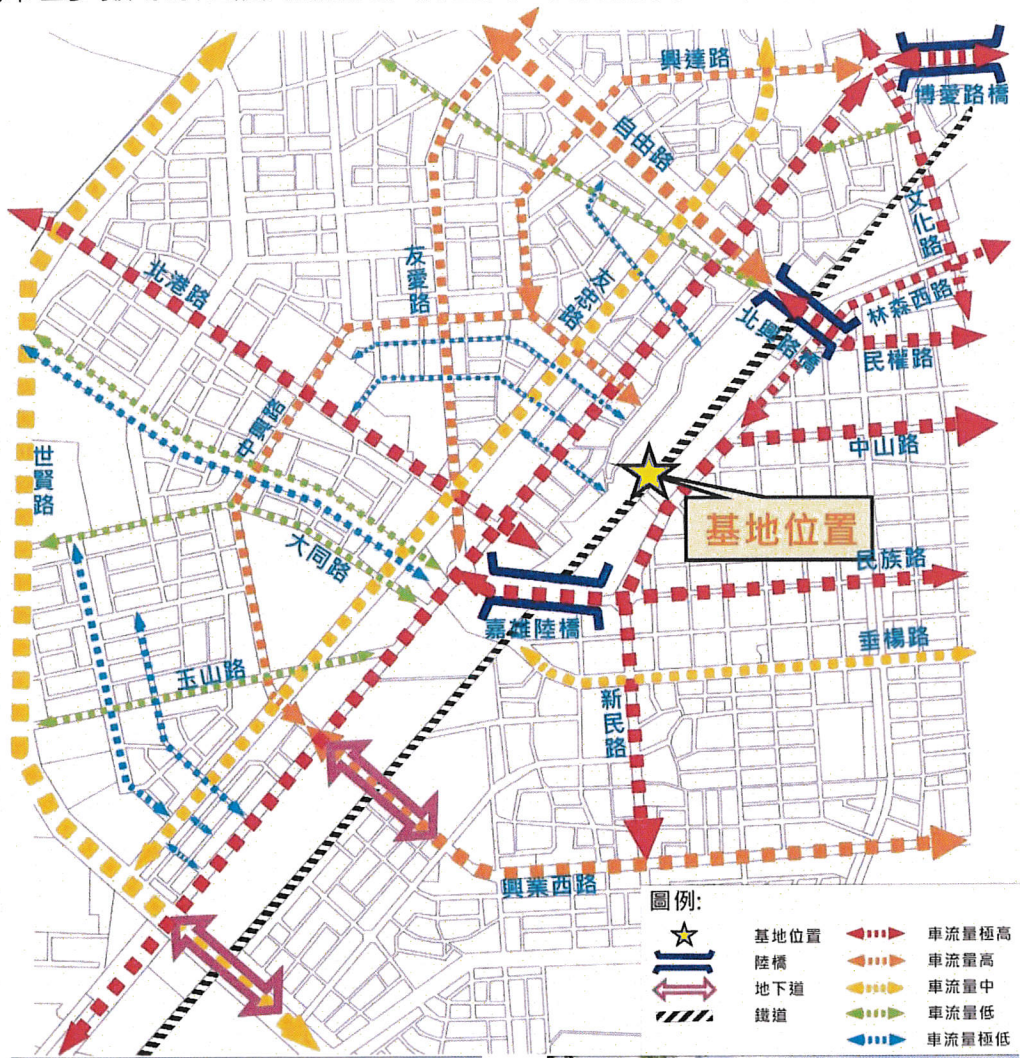 興達路
博愛路橋
自由路
文化路
友愛路
友忠路
北港路
林森西路
北興路橋
民權路
中興路
中山路
世賢路
基地位置
大同路
民族路
嘉雄陸橋
垂楊路
玉山路
新民路
興業西路
圖例:
基地位置
陸橋
地下道
鐵道
車流量極高
車流量高
車流量中
車流量低
車流量極低